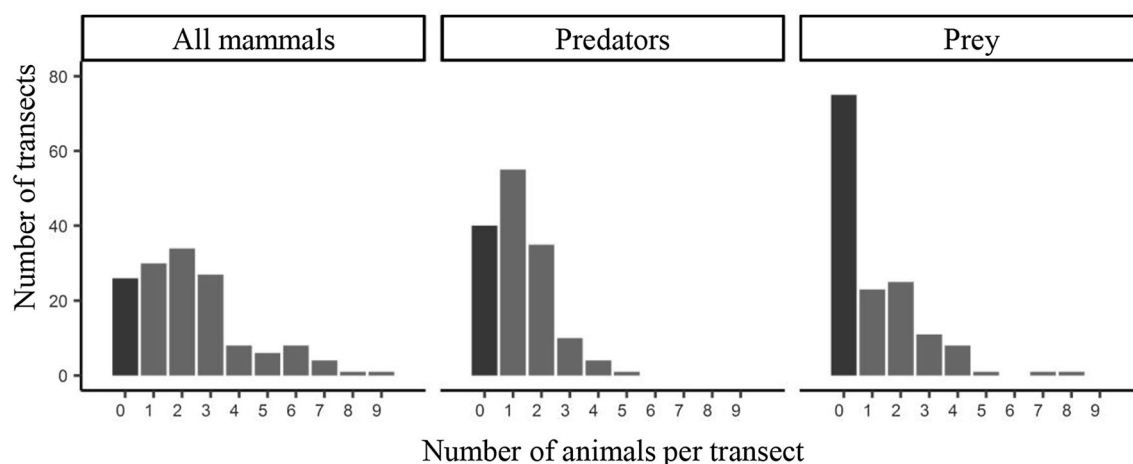 All mammals Predators Prey
Number of transects
80
60
40
20
0
0 1 2 3 4 5 6 7 8 9 0 1 2 3 4 5 6 7 8 9 0 1 2 3 4 5 6 7 8 9
Number of animals per transect